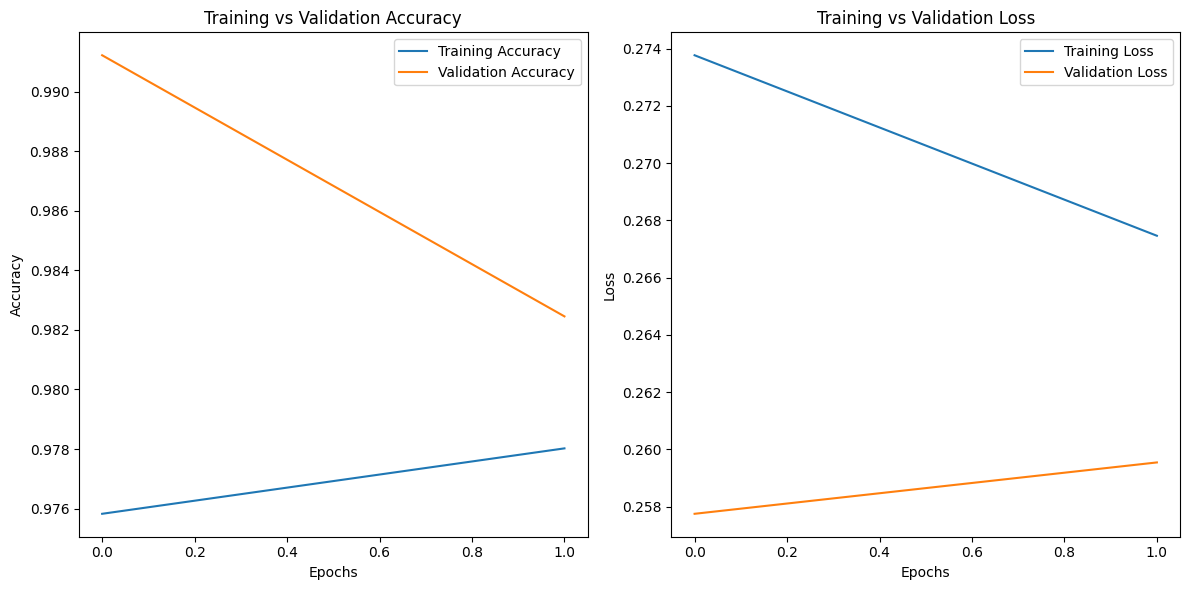 Training vs Validation Accuracy
Training Accuracy
Validation Accuracy
0.990
0.988
0.986
0.984
0.982
0.980
0.978
0.976
Accuracy
0.0 0.2 0.4 0.6 0.8 1.0
Epochs
Training vs Validation Loss
Training Loss
Validation Loss
0.274
0.272
0.270
0.268
0.266
0.264
0.262
0.260
0.258
Loss
0.0 0.2 0.4 0.6 0.8 1.0
Epochs